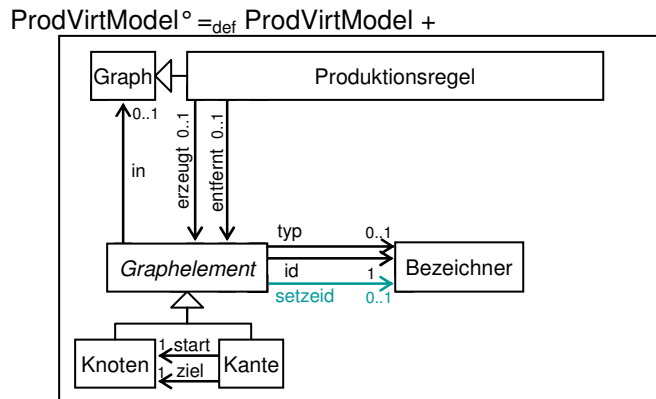 ProdVirtModel° =def ProdVirtModel +
Graph
Produktionsregel
0..1
erzeugt 0..1
entfernt 0..1
in
typ
0..1
Graphelement
id
1
Bezeichner
setzeid
0..1
Knoten
1
start
Kante
1
ziel